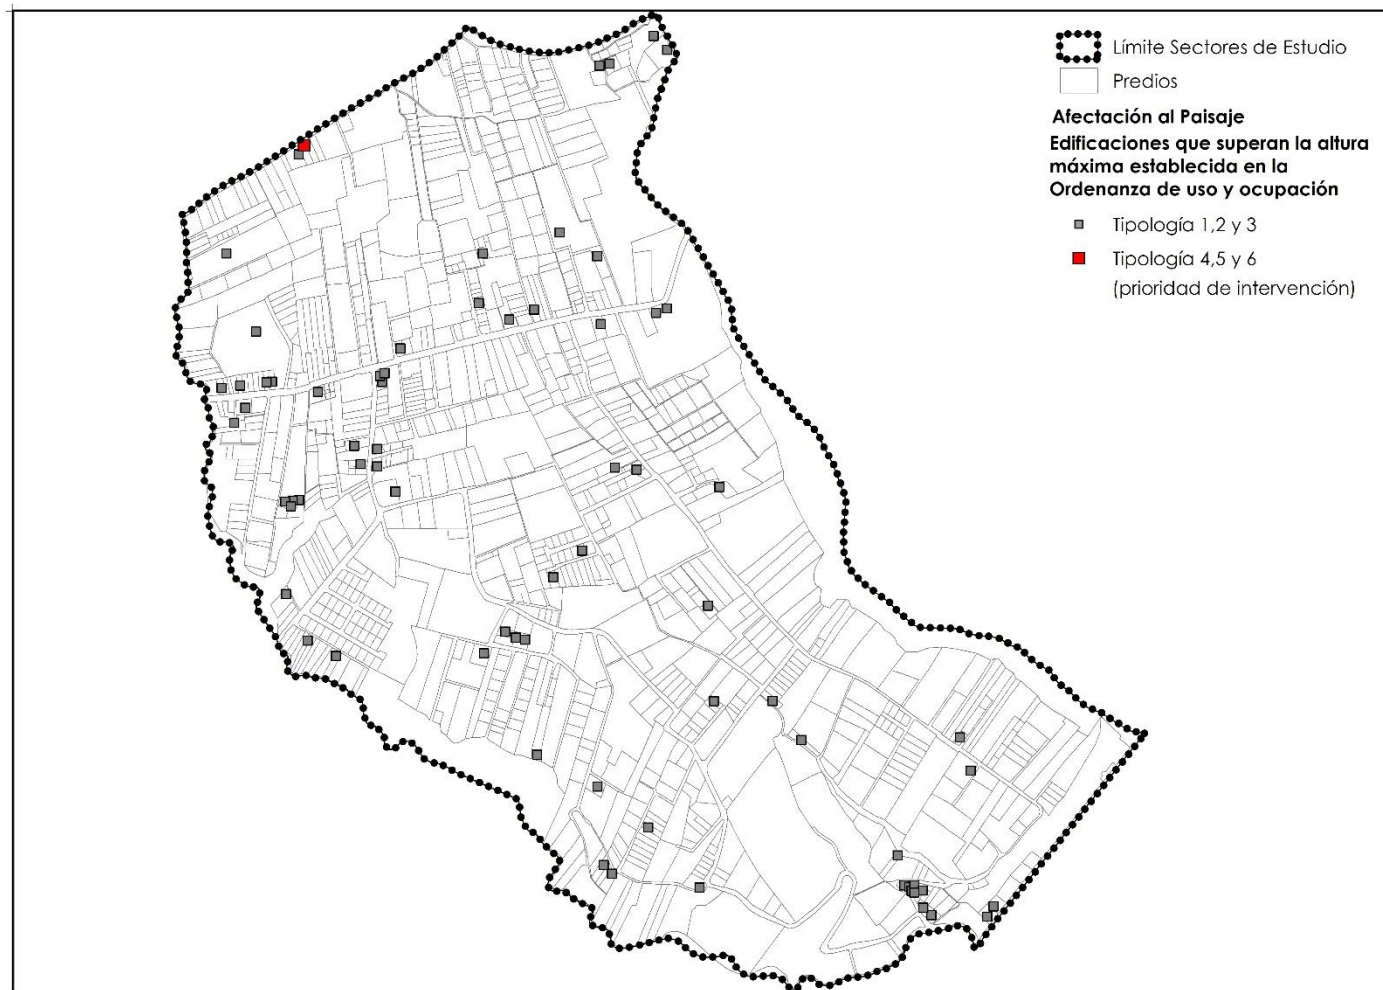 Límite Sectores de Estudio
Predios
Afectación al Paisaje
Edificaciones que superan la altura
máxima establecida en la
Ordenanza de uso y ocupación
Tipología 1,2 y 3
Tipología 4,5 y 6
(prioridad de intervención)